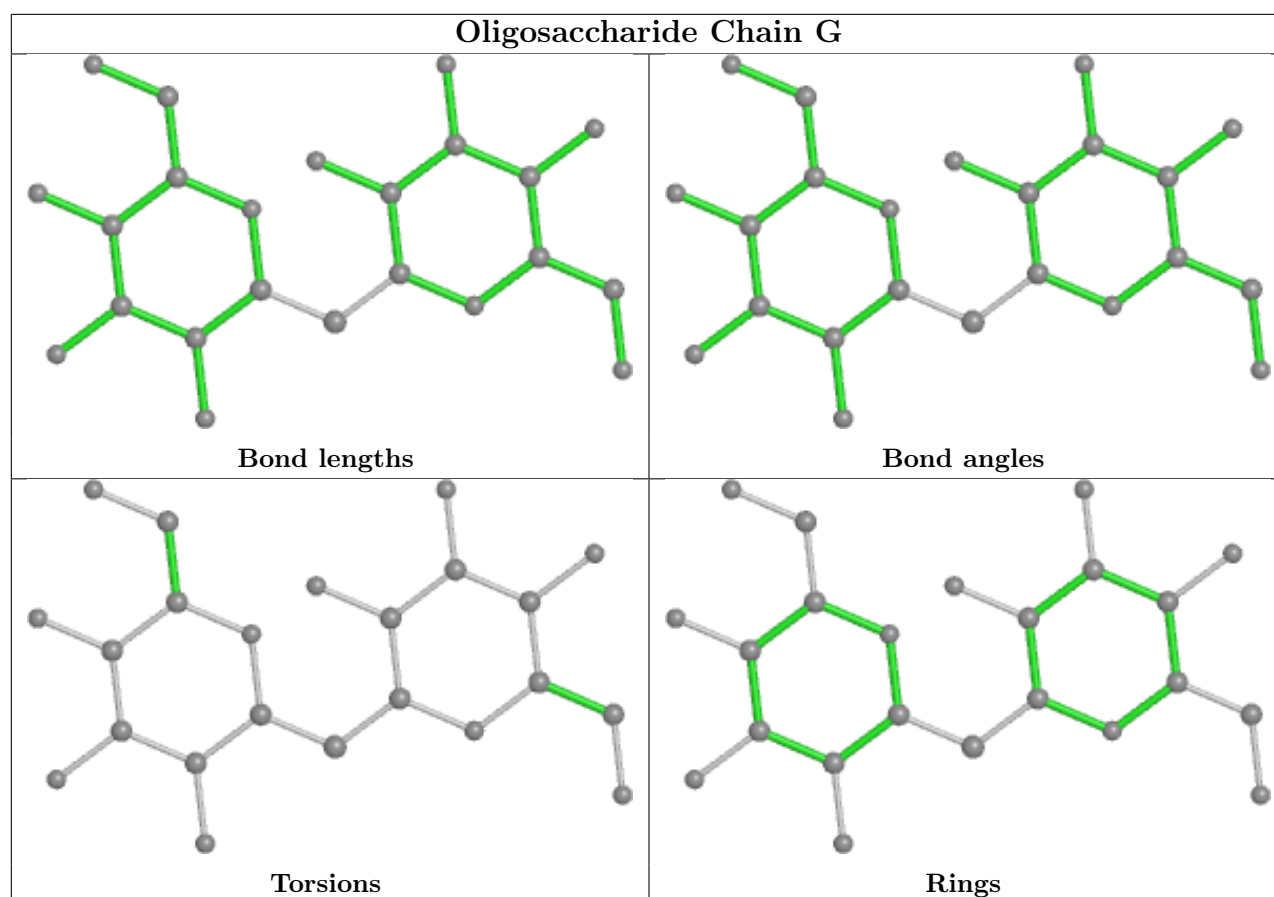 Oligosaccharide Chain G
Bond lengths
Bond angles
Torsions
Rings